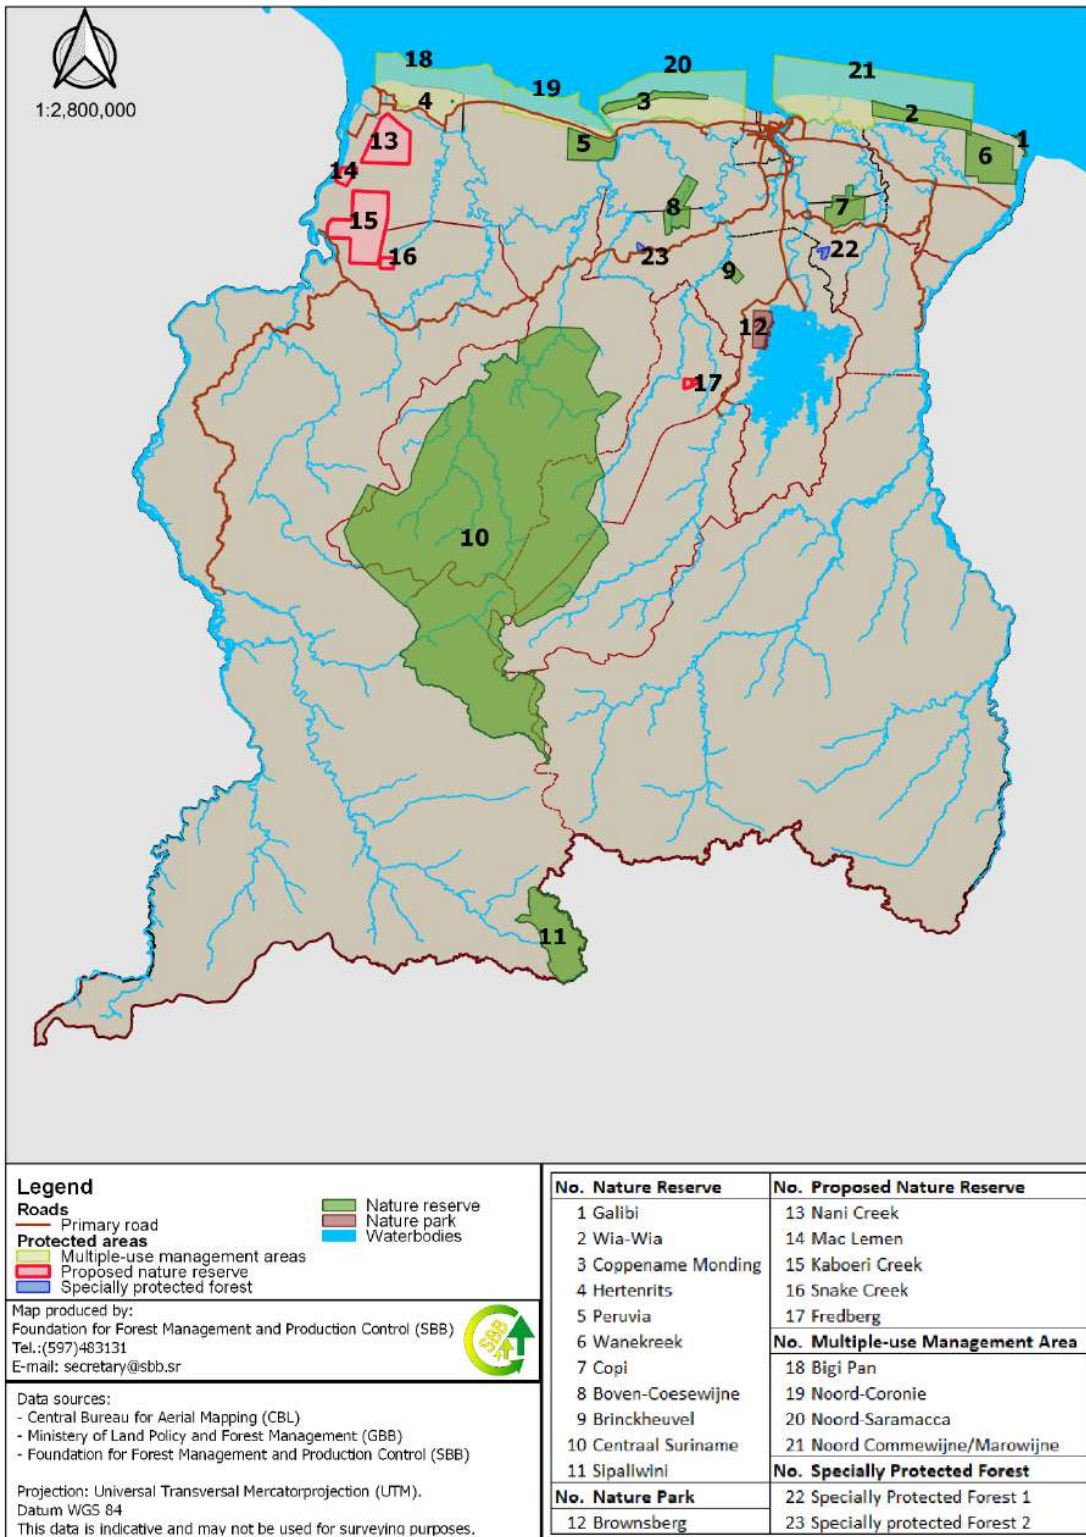 1:2,800,000
18
19
20
21
4
3
2
1
13
5
6
14
15
8
7
16
23
22
9
12
17
10
11
Legend
Roads
Primary road
Protected areas
Multiple-use management areas
Proposed nature reserve
Specially protected forest
Nature reserve
Nature park
Waterbodies
Map produced by:
Foundation for Forest Management and Production Control (SBB)
Tel.:(597)483131
E-mail: secretary@sbb.sr
SBB
Data sources:
- Central Bureau for Aerial Mapping (CBL)
- Ministry of Land Policy and Forest Management (GBB)
- Foundation for Forest Management and Production Control (SBB)
Projection: Universal Transversal Mercatorprojection (UTM).
Datum WGS 84
This data is indicative and may not be used for surveying purposes.
No. Nature Reserve
1 Galibi
2 Wia-Wia
3 Coppename Monding
4 Hertenrits
5 Peruvia
6 Wanekreek
7 Copi
8 Boven-Coesewijne
9 Brinckheuvel
10 Centraal Suriname
11 Sipaliwini
No. Nature Park
12 Brownsberg
No. Proposed Nature Reserve
13 Nani Creek
14 Mac Lemen
15 Kaboeri Creek
16 Snake Creek
17 Fredberg
No. Multiple-use Management Area
18 Bigi Pan
19 Noord-Coronie
20 Noord-Saramacca
21 Noord Commewijne/Marowijne
No. Specially Protected Forest
22 Specially Protected Forest 1
23 Specially protected Forest 2